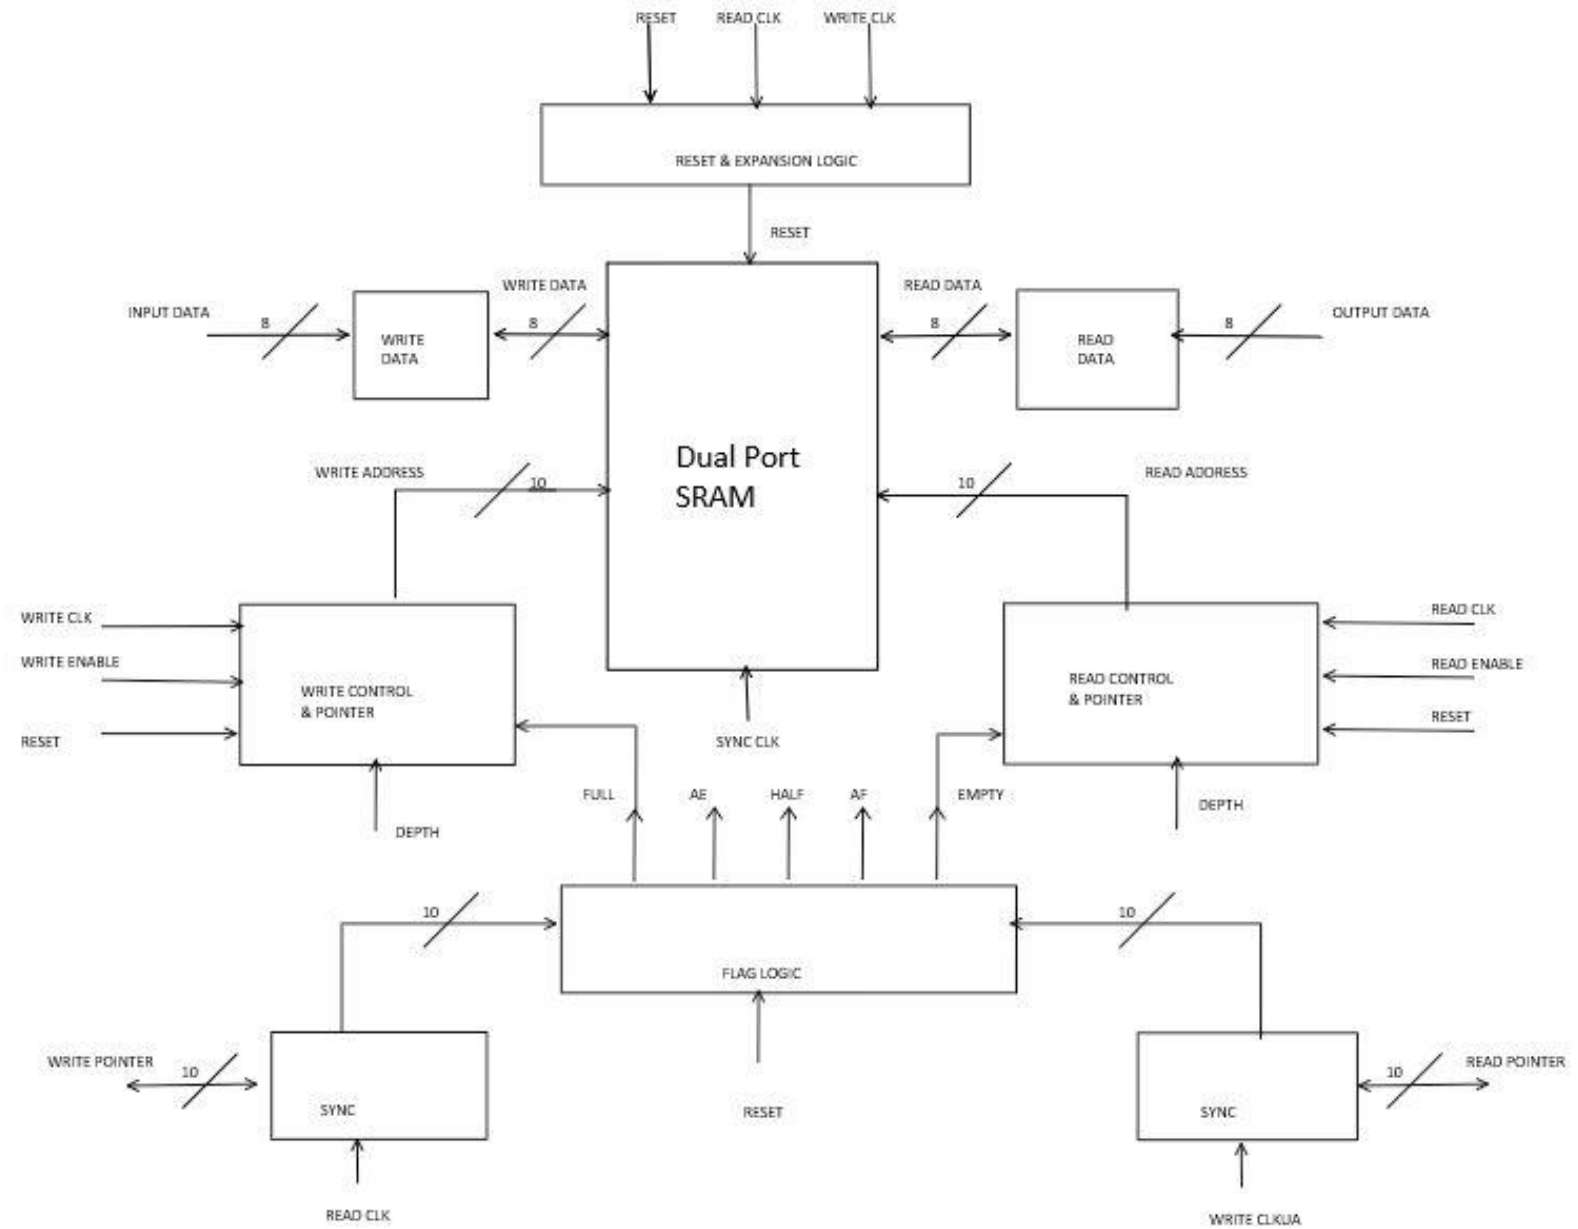 RESET READ CLK WRITE CLK
RESET & EXPANSION LOGIC
RESET
INPUT DATA
8
WRITE
DATA
WRITE DATA
8
READ DATA
8
READ
DATA
8
OUTPUT DATA
Dual Port
SRAM
WRITE ADDRESS
10
10
READ ADDRESS
WRITE CLK
WRITE ENABLE
RESET
WRITE CONTROL
& POINTER
DEPTH
SYNC CLK
READ CONTROL
& POINTER
READ CLK
READ ENABLE
RESET
DEPTH
FULL AE HALF AF EMPTY
10
10
FLAG LOGIC
RESET
WRITE POINTER
10
SYNC
READ CLK
SYNC
10
READ POINTER
WRITE CLKUA